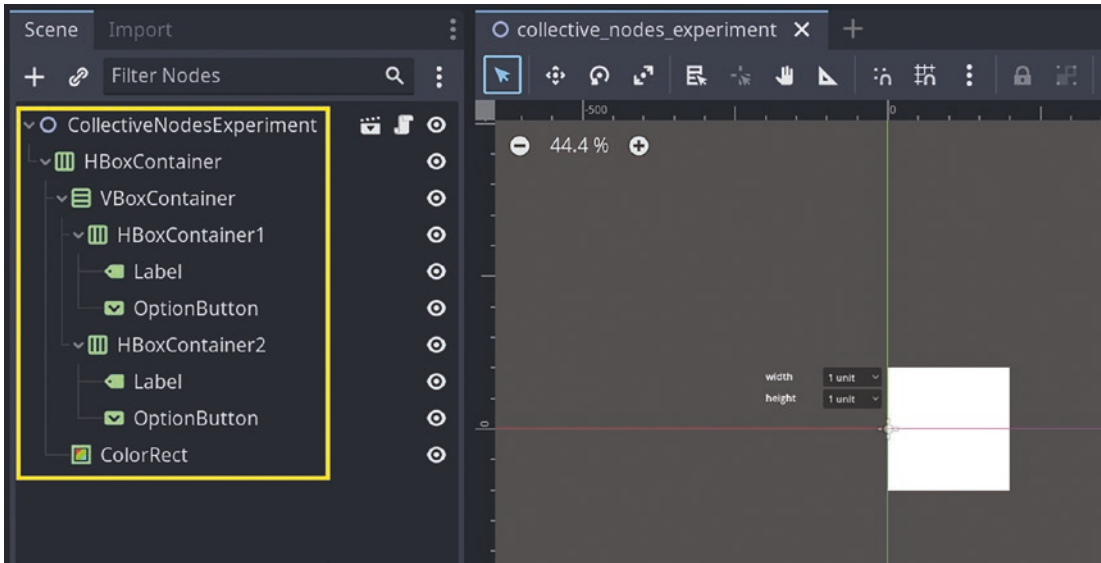 Scene Import
Filter Nodes
CollectiveNodesExperiment
HBoxContainer
VBoxContainer
HBoxContainer1
Label
OptionButton
HBoxContainer2
Label
OptionButton
ColorRect
collective_nodes_experiment
-500 0
44.4 %
width 1 unit
height 1 unit
0